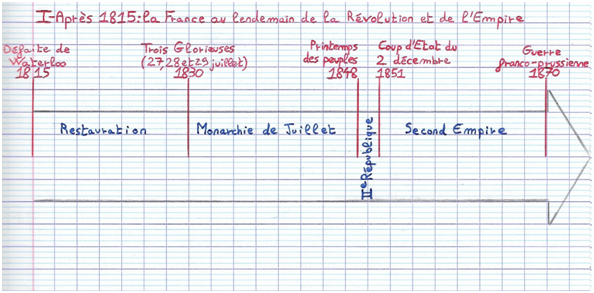 I-Après 1815: la France au lendemain de la Révolution et de l'Empire
Défaite de
Waterloo
1815
Trois Glorieuses
(27, 28 et 29 juillet)
1830
Printemps
des peuples
1848
Coup d'Etat du
2 décembre
1851
Guerre
franco-prussienne
1870
Restauration
Monarchie de Juillet
IIe République
Second Empire